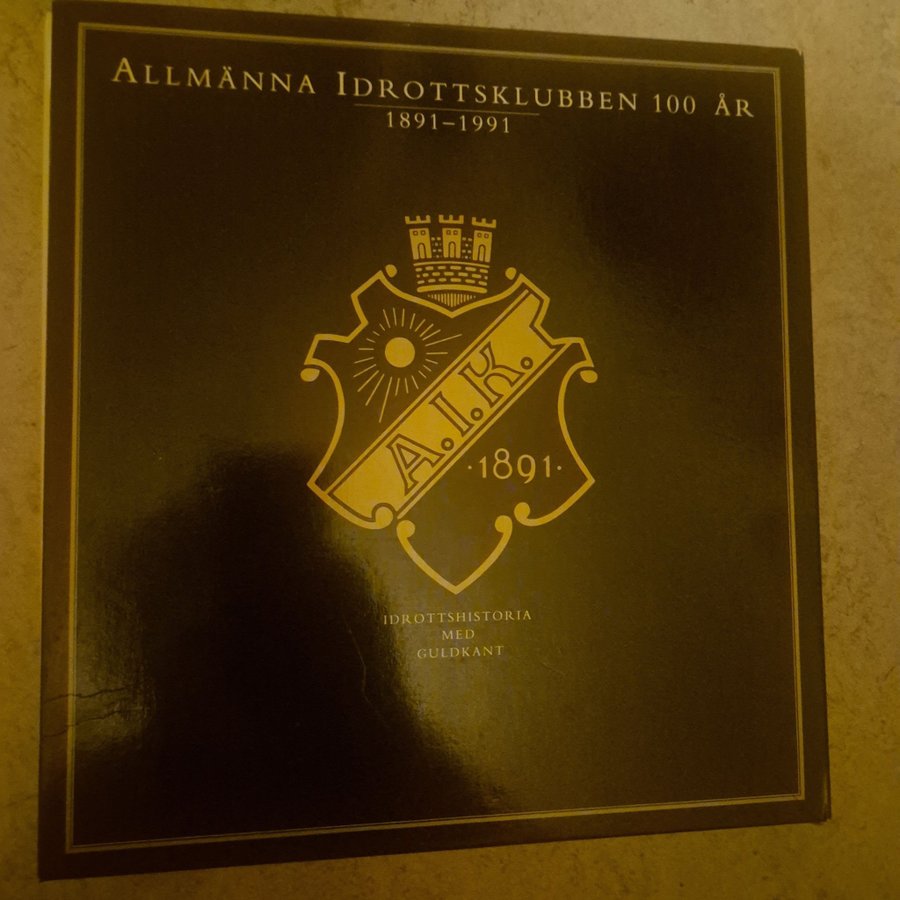 ALLMÄNNA IDROTTSKLUBBEN 100 ÅR
1891–1991
A.I.K.
·1891·
IDROTTSHISTORIA
MED
GULDKANT